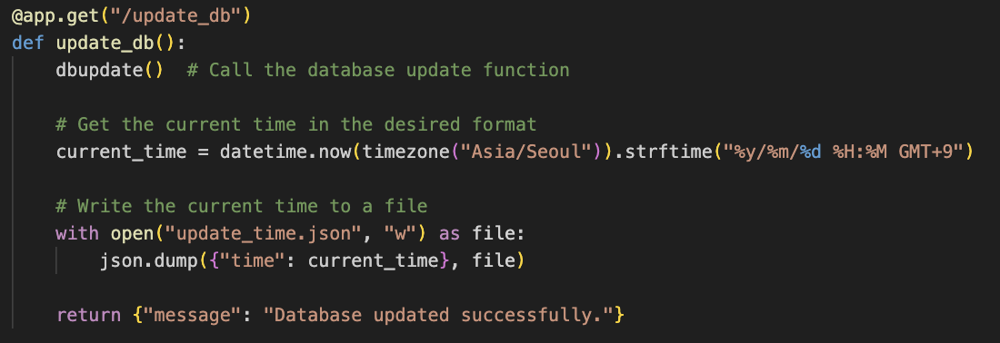 @app.get("/update_db")
def update_db():
    dbupdate()  # Call the database update function

    # Get the current time in the desired format
    current_time = datetime.now(timezone("Asia/Seoul")).strftime("%y/%m/%d %H:%M GMT+9")

    # Write the current time to a file
    with open("update_time.json", "w") as file:
        json.dump({"time": current_time}, file)

    return {"message": "Database updated successfully."}